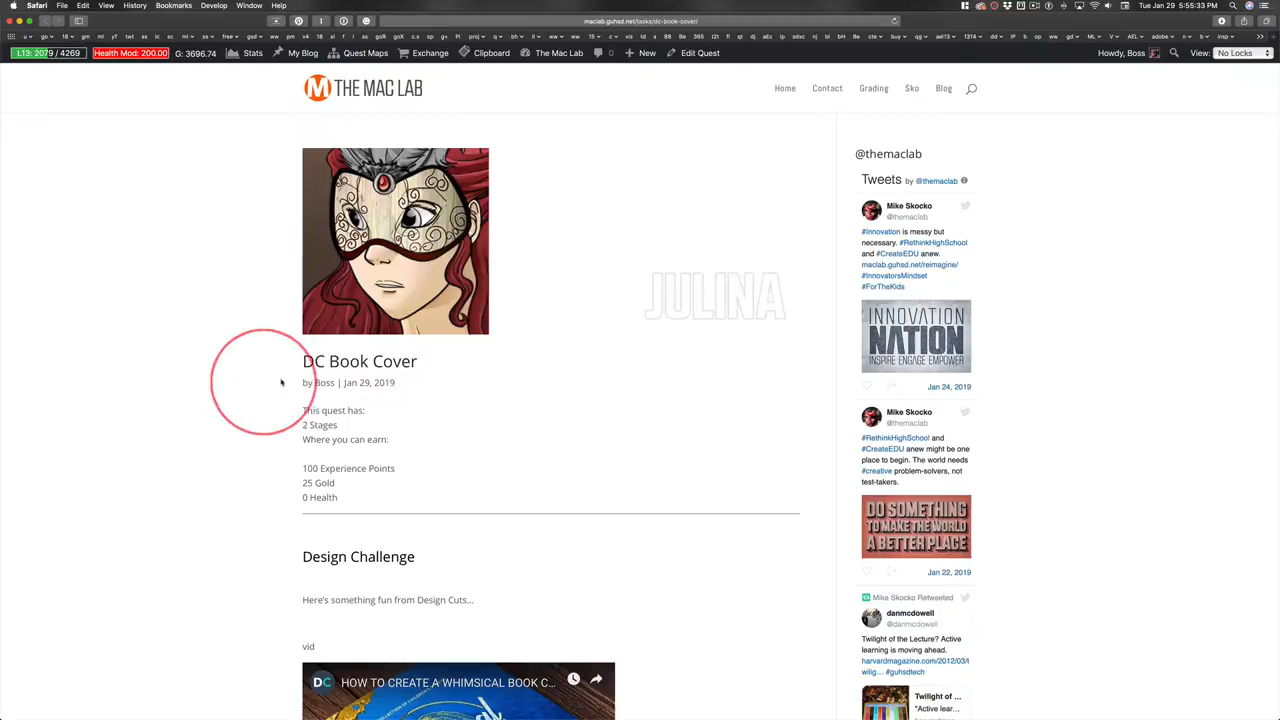 Safari File Edit View History Bookmarks Develop Window Help
Tue Jan 29 5:55:33 PM
maclab.guhsd.net/tasks/dc-book-cover/
L13: 2079 / 4269 Health Mod: 200.00 G: 3696.74 Stats My Blog Quest Maps Exchange Clipboard The Mac Lab 0 New Edit Quest Howdy, Boss View: No Locks
M THE MAC LAB
Home Contact Grading Sko Blog
JULINA
DC Book Cover
by Boss | Jan 29, 2019
This quest has:
2 Stages
Where you can earn:
100 Experience Points
25 Gold
0 Health
Design Challenge
Here's something fun from Design Cuts...
vid
DC HOW TO CREATE A WHIMSICAL BOOK C...
@themaclab
Tweets by @themaclab
Mike Skocko
@themaclab
#Innovation is messy but
necessary. #RethinkHighSchool
and #CreateEDU anew.
maclab.guhsd.net/reimagine/
#InnovatorsMindset
#ForTheKids
INNOVATION
NATION
INSPIRE ENGAGE EMPOWER
Jan 24, 2019
Mike Skocko
@themaclab
#RethinkHighSchool and
#CreateEDU anew might be one
place to begin. The world needs
#creative problem-solvers, not
test-takers.
DO SOMETHING
TO MAKE THE WORLD
A BETTER PLACE
Jan 22, 2019
Mike Skocko Retweeted
danmcdowell
@danmcdowell
Twilight of the Lecture? Active
learning is moving ahead.
harvardmagazine.com/2012/03/t
wilig... #guhsdtech
Twilight of ...
"Active lear...